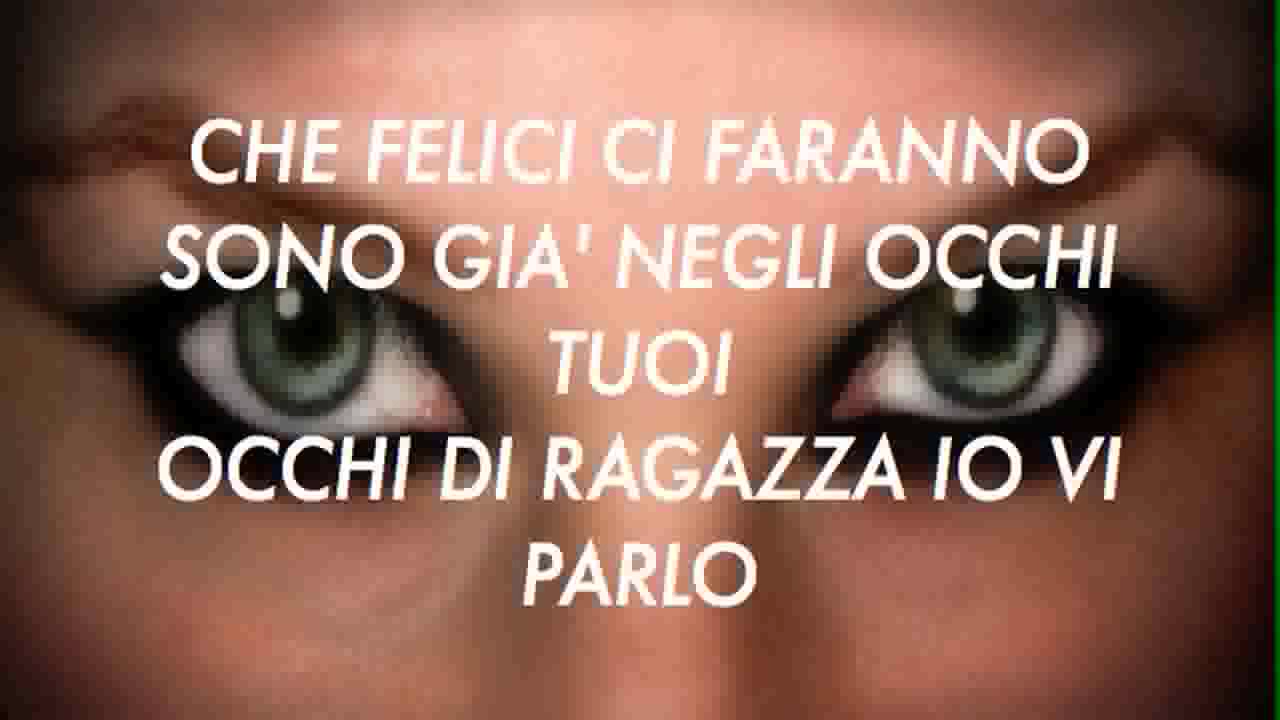 CHE FELICI CI FARANNO
SONO GIA' NEGLI OCCHI
TUOI
OCCHI DI RAGAZZA IO VI
PARLO